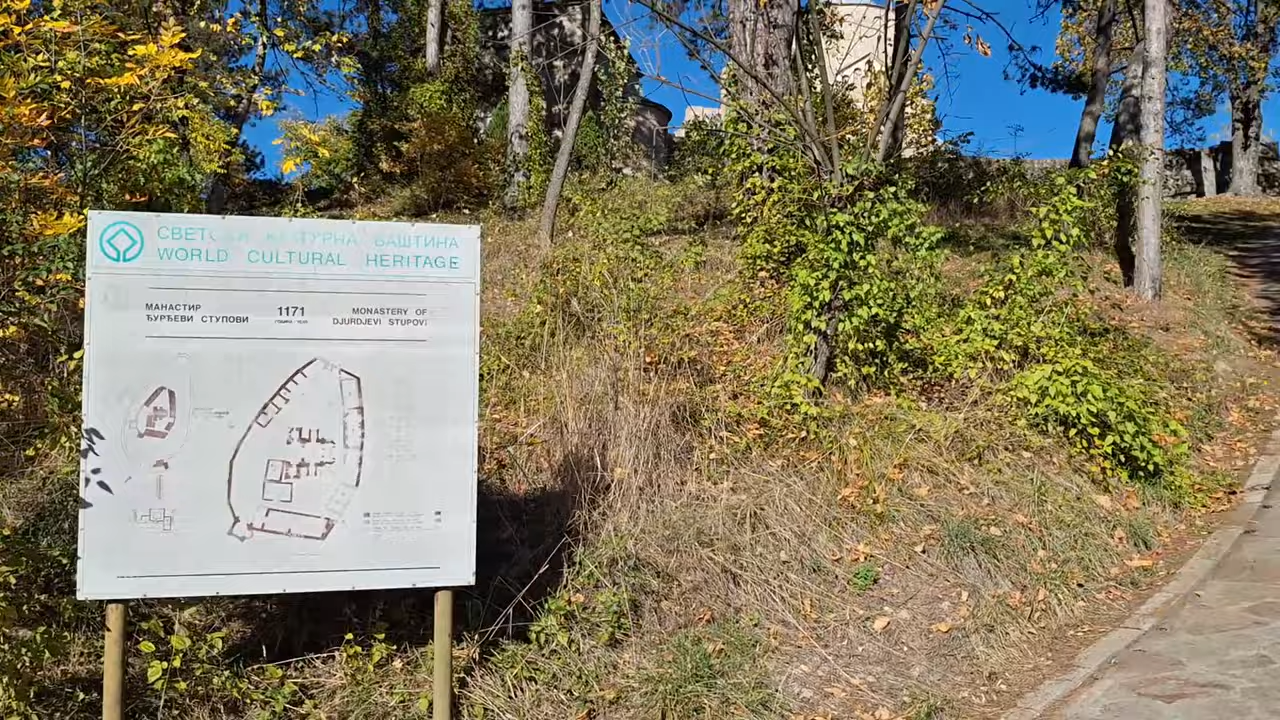 СВЕТСКА КУЛТУРНА БАШТИНА
WORLD CULTURAL HERITAGE
МАНАСТИР
ЂУРЂЕВИ СТУПОВИ
1171
MONASTERY OF
DJURDJEVI STUPOVI